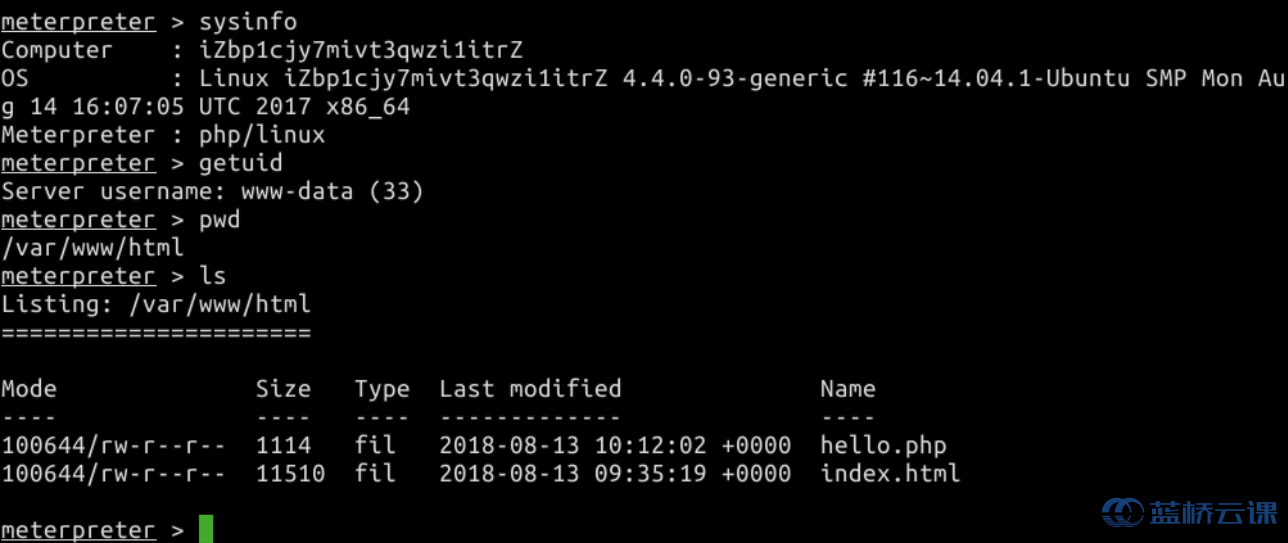 meterpreter > sysinfo
Computer     : iZbp1cjy7mivt3qwzi1itrZ
OS           : Linux iZbp1cjy7mivt3qwzi1itrZ 4.4.0-93-generic #116~14.04.1-Ubuntu SMP Mon Au
g 14 16:07:05 UTC 2017 x86_64
Meterpreter : php/linux
meterpreter > getuid
Server username: www-data (33)
meterpreter > pwd
/var/www/html
meterpreter > ls
Listing: /var/www/html
======================
Mode              Size   Type  Last modified              Name
----              ----   ----  -------------              ----
100644/rw-r--r--  1114   fil   2018-08-13 10:12:02 +0000  hello.php
100644/rw-r--r--  11510  fil   2018-08-13 09:35:19 +0000  index.html
meterpreter >
蓝桥云课